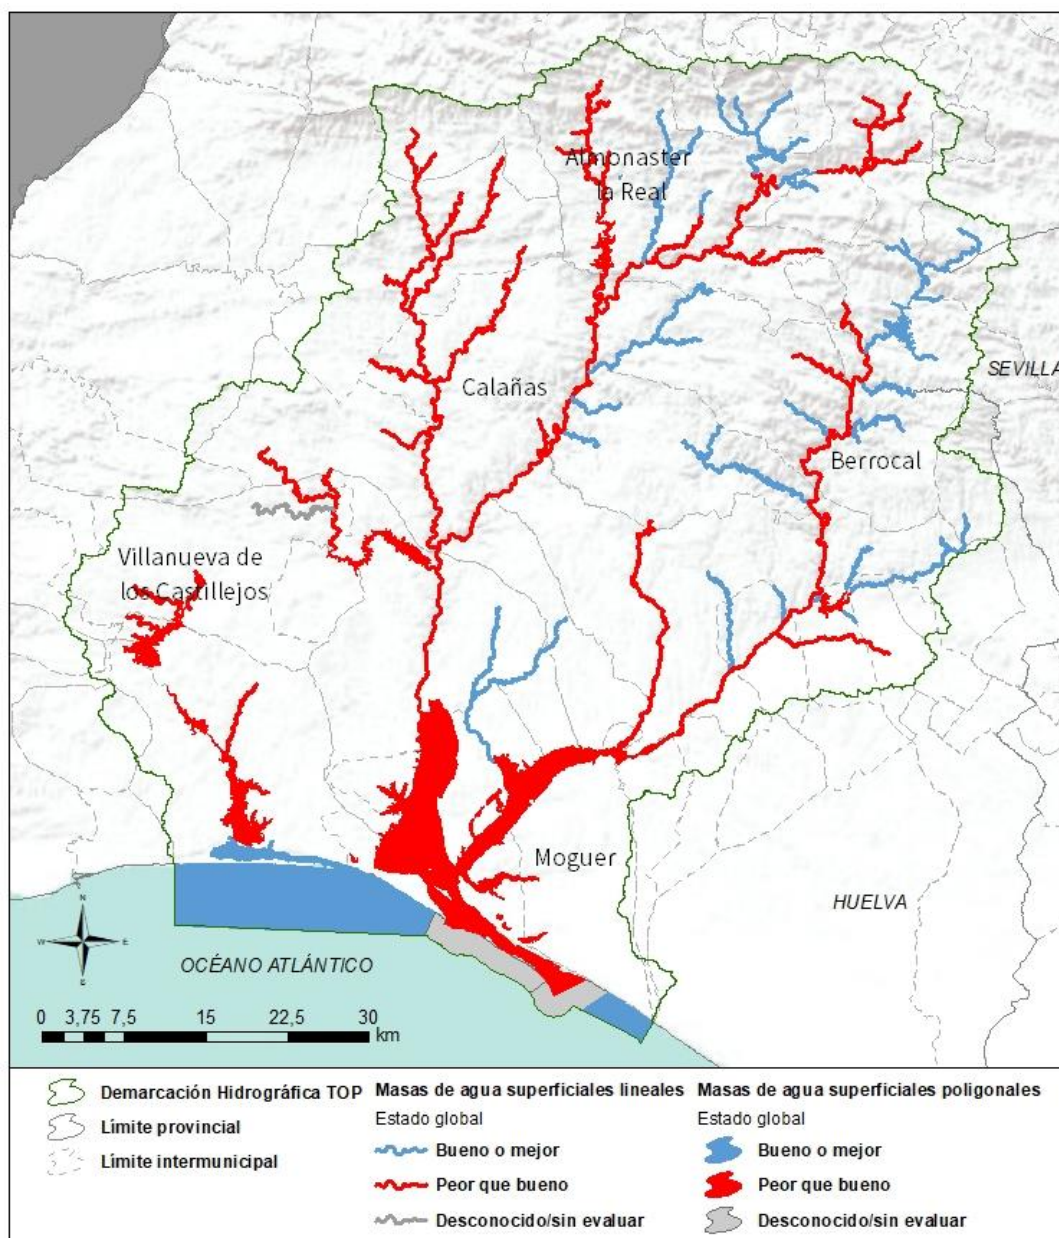 Almonaster
la Real
SEVILLA
Calañas
Berrocal
Villanueva de
los Castillejos
Moguer
HUELVA
N
W
E
S
OCÉANO ATLÁNTICO
0 3,75 7,5 15 22,5 30
km
Demarcación Hidrográfica TOP
Límite provincial
Límite intermunicipal
Masas de agua superficiales lineales
Estado global
Bueno o mejor
Peor que bueno
Desconocido/sin evaluar
Masas de agua superficiales poligonales
Estado global
Bueno o mejor
Peor que bueno
Desconocido/sin evaluar